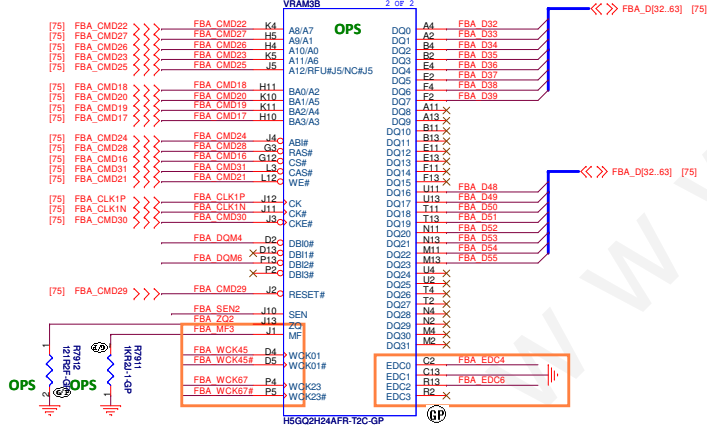 VRAM3B 2 OF 2
OPS
[75] FBA_CMD22 FBA_CMD22 K4 A8/A7 DQ0 A4 FBA_D32
[75] FBA_CMD27 FBA_CMD27 H5 A9/A1 DQ1 A2 FBA_D33
[75] FBA_CMD26 FBA_CMD26 H4 A10/A0 DQ2 B4 FBA_D34
[75] FBA_CMD23 FBA_CMD23 K5 A11/A6 DQ3 B2 FBA_D35
[75] FBA_CMD25 FBA_CMD25 J5 A12/RFU#J5/NC#J5 DQ4 E4 FBA_D36
DQ5 E2 FBA_D37
[75] FBA_CMD18 FBA_CMD18 H11 BA0/A2 DQ6 F4 FBA_D38
[75] FBA_CMD20 FBA_CMD20 K10 BA1/A5 DQ7 F2 FBA_D39
[75] FBA_CMD19 FBA_CMD19 K11 BA2/A4 DQ8 A11
[75] FBA_CMD17 FBA_CMD17 H10 BA3/A3 DQ9 A13
DQ10 B11
[75] FBA_CMD24 FBA_CMD24 J4 ABI# DQ11 B13
[75] FBA_CMD28 FBA_CMD28 G3 RAS# DQ12 E11
[75] FBA_CMD16 FBA_CMD16 G12 CS# DQ13 E13
[75] FBA_CMD31 FBA_CMD31 L3 CAS# DQ14 F11
[75] FBA_CMD21 FBA_CMD21 L12 WE# DQ15 F13
DQ16 U11 FBA_D48
[75] FBA_CLK1P FBA_CLK1P J12 CK DQ17 U13 FBA_D49
[75] FBA_CLK1N FBA_CLK1N J11 CK# DQ18 T11 FBA_D50
[75] FBA_CMD30 FBA_CMD30 J3 CKE# DQ19 T13 FBA_D51
DQ20 N11 FBA_D52
FBA_DQM4 D2 DBI0# DQ21 N13 FBA_D53
D13 DBI1# DQ22 M11 FBA_D54
FBA_DQM6 P13 DBI2# DQ23 M13 FBA_D55
P2 DBI3# DQ24 U4
DQ25 U2
[75] FBA_CMD29 FBA_CMD29 J2 RESET# DQ26 T4
DQ27 T2
FBA_SEN2 J10 SEN DQ28 N4
FBA_ZQ2 J13 ZQ DQ29 N2
FBA_MF3 J1 MF DQ30 M4
DQ31 M2
FBA_WCK45 D4 WCK01
FBA_WCK45# D5 WCK01# EDC0 C2 FBA_EDC4
EDC1 C13
FBA_WCK67 P4 WCK23 EDC2 R13 FBA_EDC6
FBA_WCK67# P5 WCK23# EDC3 R2
H5GQ2H24AFR-T2C-GP
FBA_D[32..63] [75]
FBA_D[32..63] [75]
1
R7912
121R2F-GP
2
OPS
1
R7911
1KR2J-1-GP
OPS
GP
W W W